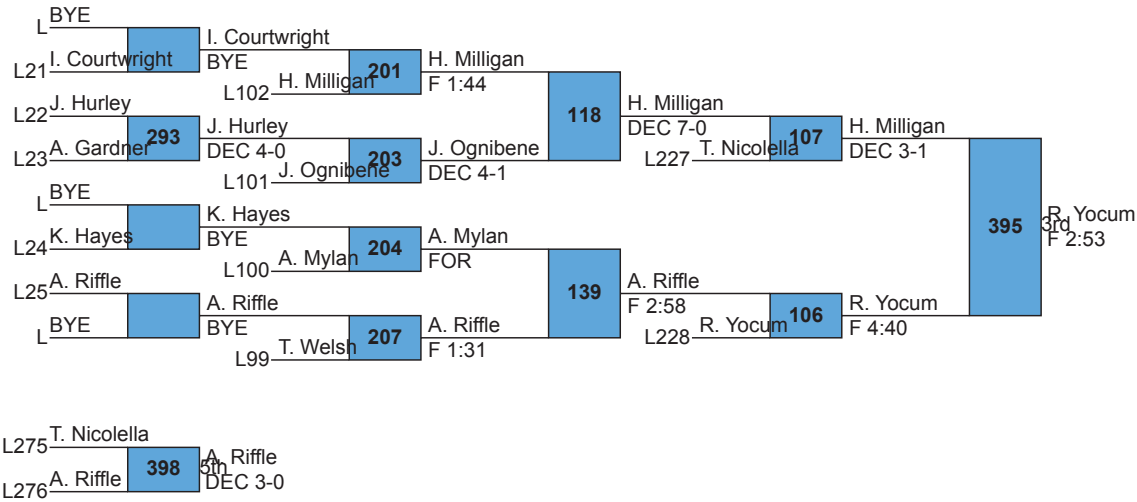 L BYE
L21 I. Courtwright
I. Courtwright
BYE
L102 H. Milligan
201
H. Milligan
F 1:44
L22 J. Hurley
L23 A. Gardner
293
J. Hurley
DEC 4-0
L101 J. Ognibene
203
J. Ognibene
DEC 4-1
118
H. Milligan
DEC 7-0
L227 T. Nicolella
107
H. Milligan
DEC 3-1
L BYE
L24 K. Hayes
K. Hayes
BYE
L100 A. Mylan
204
A. Mylan
FOR
L25 A. Riffle
L BYE
A. Riffle
BYE
L99 T. Welsh
207
A. Riffle
F 1:31
139
A. Riffle
F 2:58
L228 R. Yocum
106
R. Yocum
F 4:40
395
R. Yocum
3rd
F 2:53
L275 T. Nicolella
L276 A. Riffle
398
A. Riffle
5th
DEC 3-0